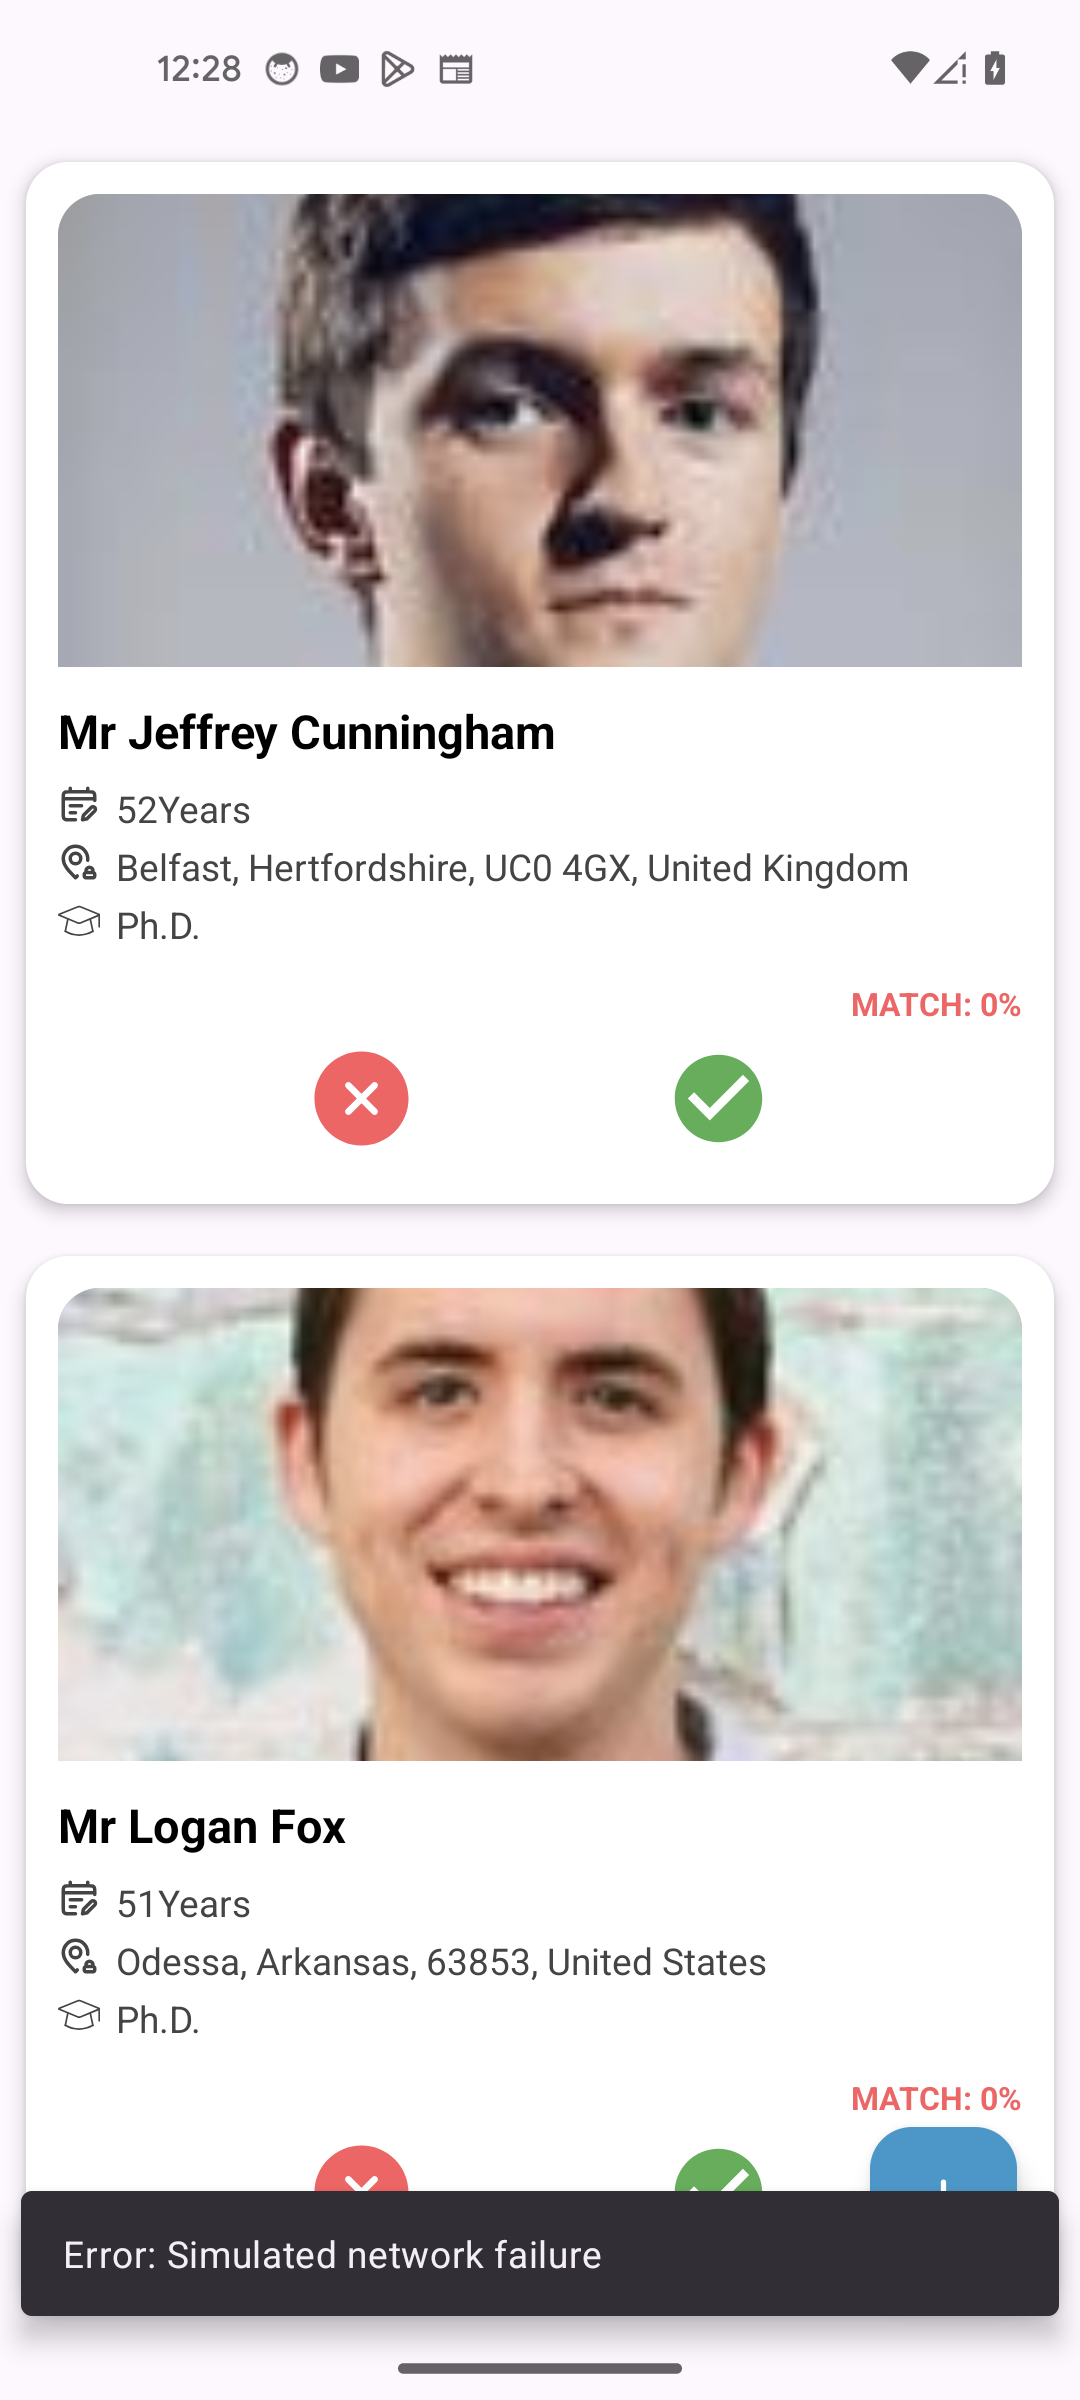 12:28
Mr Jeffrey Cunningham
52Years
Belfast, Hertfordshire, UC0 4GX, United Kingdom
Ph.D.
MATCH: 0%
Mr Logan Fox
51Years
Odessa, Arkansas, 63853, United States
Ph.D.
MATCH: 0%
Error: Simulated network failure